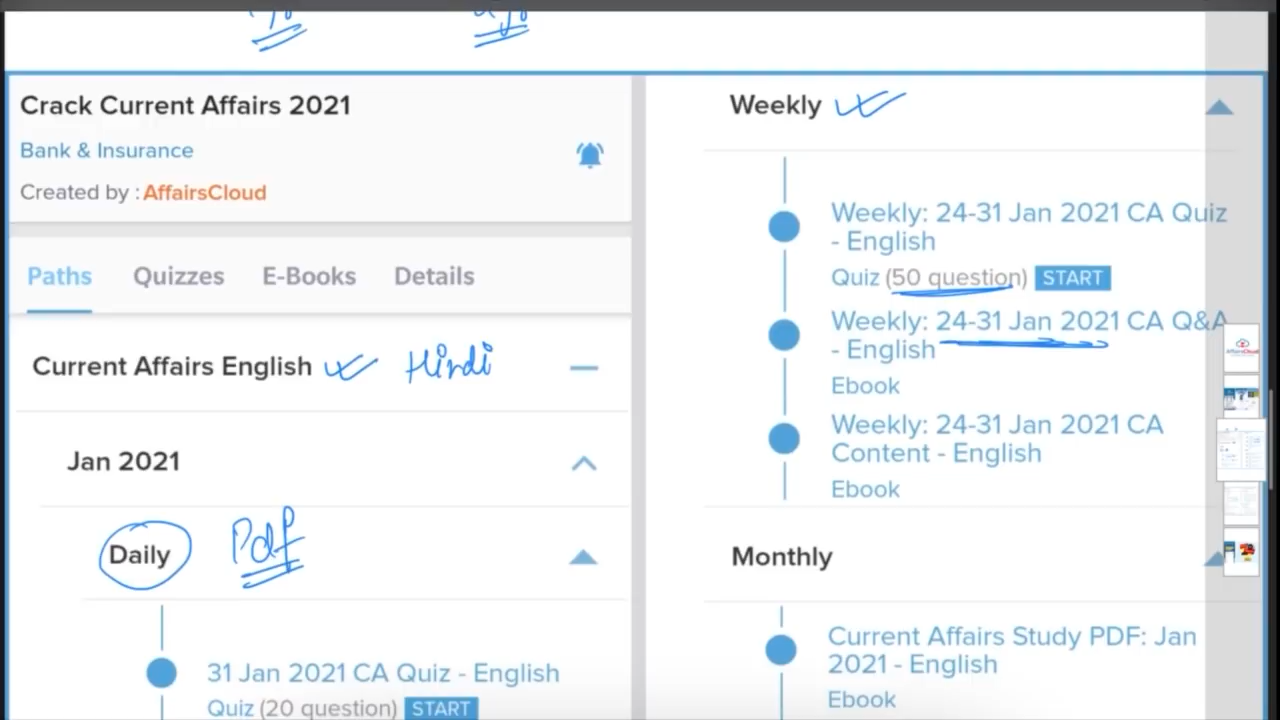 Crack Current Affairs 2021
Bank & Insurance
Created by : AffairsCloud
Paths Quizzes E-Books Details
Current Affairs English Hindi
Jan 2021
Daily Pdf
31 Jan 2021 CA Quiz - English
Quiz (20 question) START
Weekly
Weekly: 24-31 Jan 2021 CA Quiz
- English
Quiz (50 question) START
Weekly: 24-31 Jan 2021 CA Q&A
- English
Ebook
Weekly: 24-31 Jan 2021 CA
Content - English
Ebook
Monthly
Current Affairs Study PDF: Jan
2021 - English
Ebook
AffairsCloud